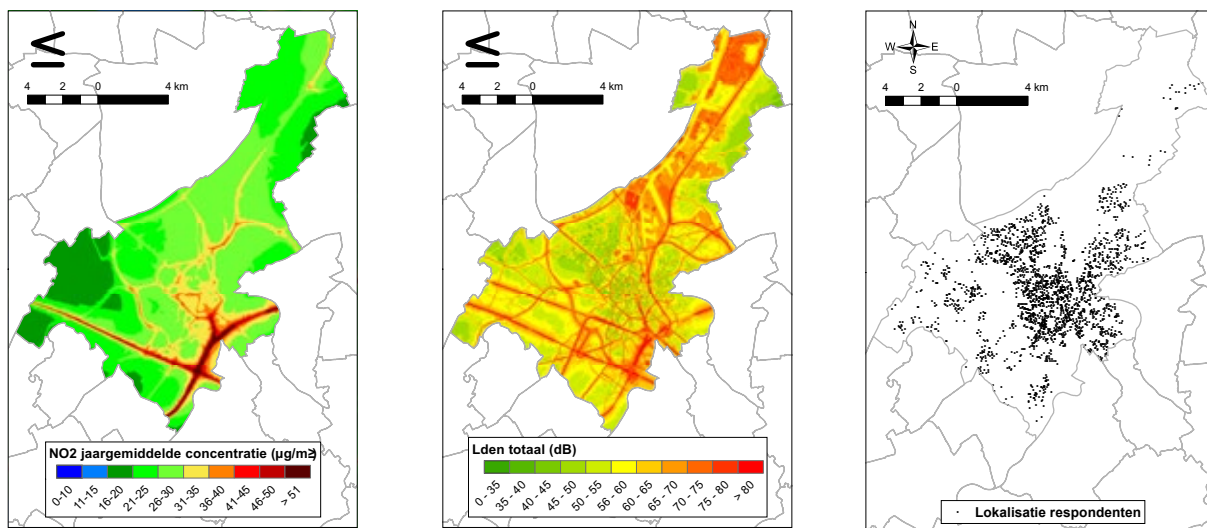 4 2 0 4 km
NO2 jaargemiddelde concentratie (µg/m²)
0-10
11-15
16-20
21-25
26-30
31-35
36-40
41-45
46-50
> 51
4 2 0 4 km
Lden totaal (dB)
0 - 35
35 - 40
40 - 45
45 - 50
50 - 55
56 - 60
60 - 65
65 - 70
70 - 75
75 - 80
> 80
N
W E
S
4 2 0 4 km
Lokalisatie respondenten